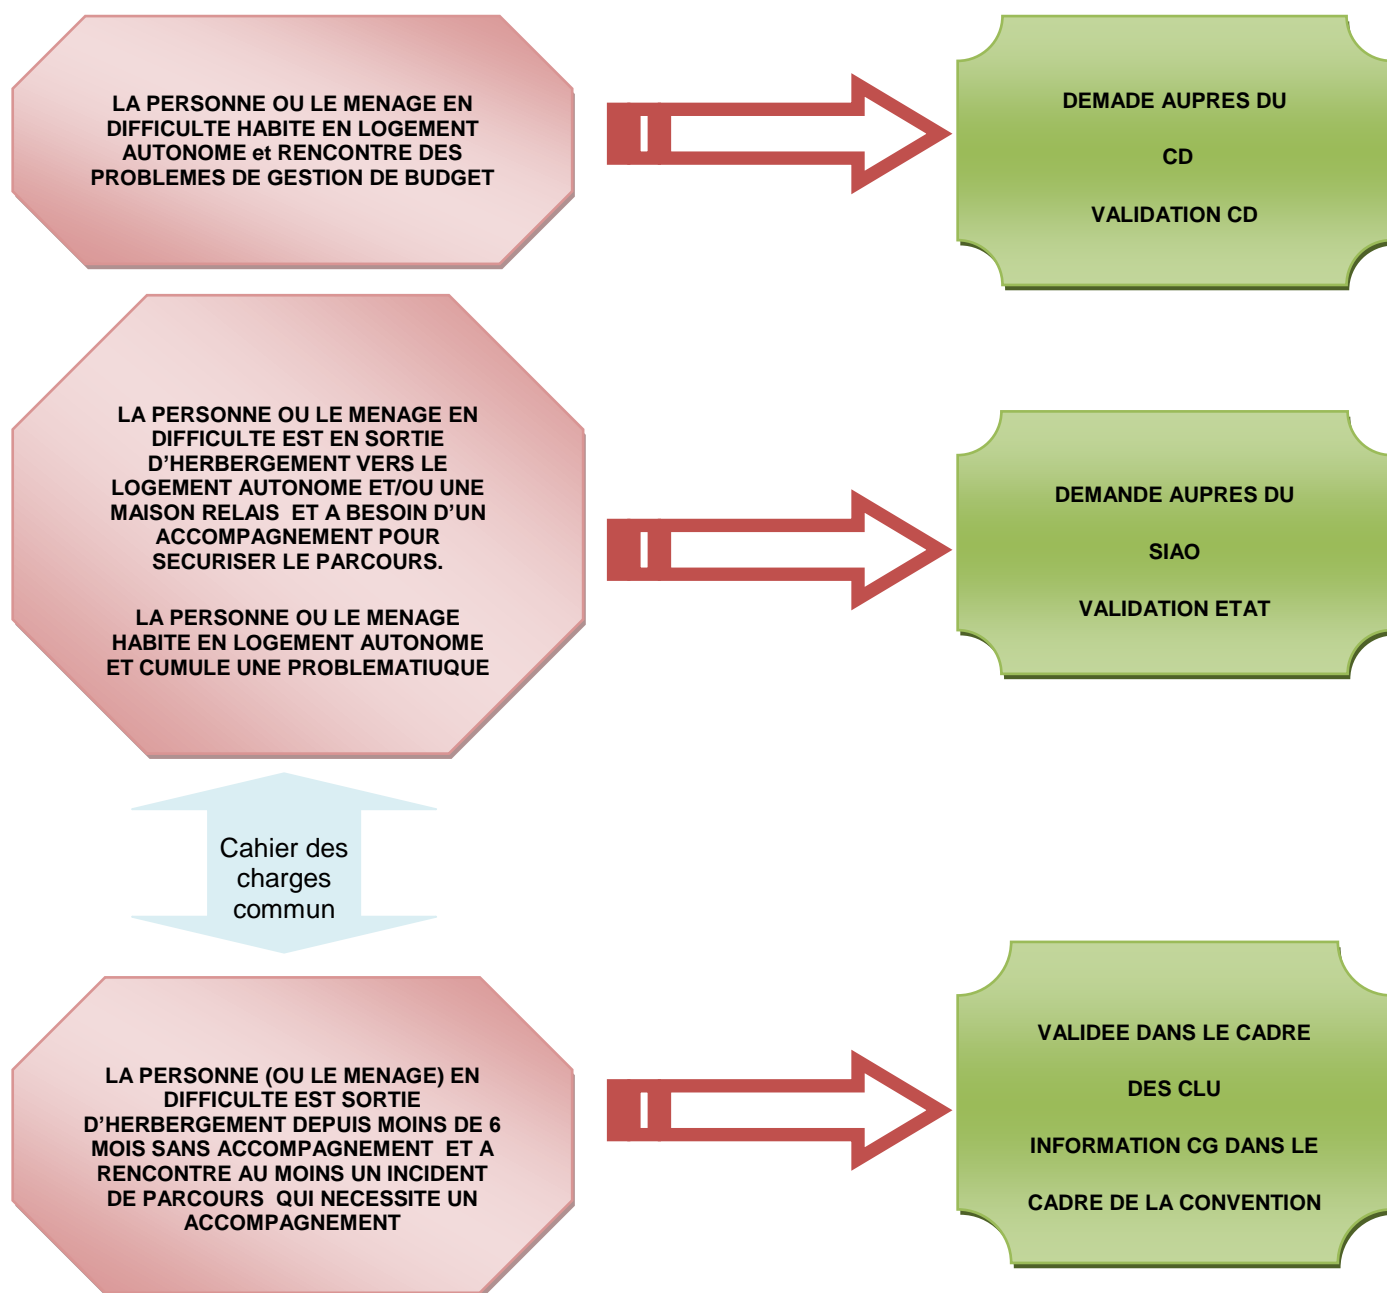 LA PERSONNE OU LE MENAGE EN
DIFFICULTE HABITE EN LOGEMENT
AUTONOME et RENCONTRE DES
PROBLEMES DE GESTION DE BUDGET
DEMADE AUPRES DU
CD
VALIDATION CD
LA PERSONNE OU LE MENAGE EN
DIFFICULTE EST EN SORTIE
D’HERBERGEMENT VERS LE
LOGEMENT AUTONOME ET/OU UNE
MAISON RELAIS ET A BESOIN D’UN
ACCOMPAGNEMENT POUR
SECURISER LE PARCOURS.
LA PERSONNE OU LE MENAGE
HABITE EN LOGEMENT AUTONOME
ET CUMULE UNE PROBLEMATIUQUE
DEMANDE AUPRES DU
SIAO
VALIDATION ETAT
Cahier des
charges
commun
LA PERSONNE (OU LE MENAGE) EN
DIFFICULTE EST SORTIE
D’HERBERGEMENT DEPUIS MOINS DE 6
MOIS SANS ACCOMPAGNEMENT ET A
RENCONTRE AU MOINS UN INCIDENT
DE PARCOURS QUI NECESSITE UN
ACCOMPAGNEMENT
VALIDEE DANS LE CADRE
DES CLU
INFORMATION CG DANS LE
CADRE DE LA CONVENTION